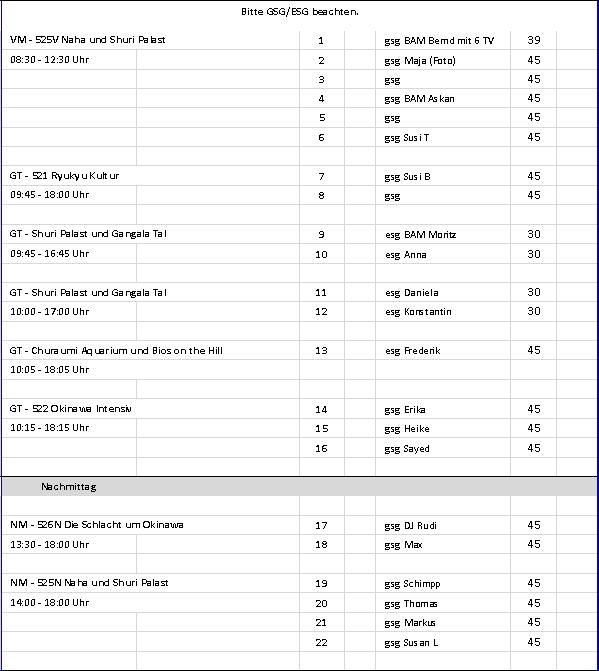 Bitte GSG/ESG beachten.
VM - 525V Naha und Shuri Palast 1 gsg BAM Bernd mit 6 TV 39
08:30 - 12:30 Uhr 2 gsg Maja (Foto) 45
3 gsg 45
4 gsg BAM Askan 45
5 gsg 45
6 gsg Susi T 45
GT - 521 Ryukyu Kultur 7 gsg Susi B 45
09:45 - 18:00 Uhr 8 gsg 45
GT - Shuri Palast und Gangala Tal 9 esg BAM Moritz 30
09:45 - 16:45 Uhr 10 esg Anna 30
GT - Shuri Palast und Gangala Tal 11 esg Daniela 30
10:00 - 17:00 Uhr 12 esg Konstantin 30
GT - Churaumi Aquarium und Bios on the Hill 13 esg Frederik 45
10:05 - 18:05 Uhr
GT - 522 Okinawa Intensiv 14 gsg Erika 45
10:15 - 18:15 Uhr 15 gsg Heike 45
16 gsg Sayed 45
Nachmittag
NM - 526N Die Schlacht um Okinawa 17 gsg DJ Rudi 45
13:30 - 18:00 Uhr 18 gsg Max 45
NM - 525N Naha und Shuri Palast 19 gsg Schimpp 45
14:00 - 18:00 Uhr 20 gsg Thomas 45
21 gsg Markus 45
22 gsg Susan L 45